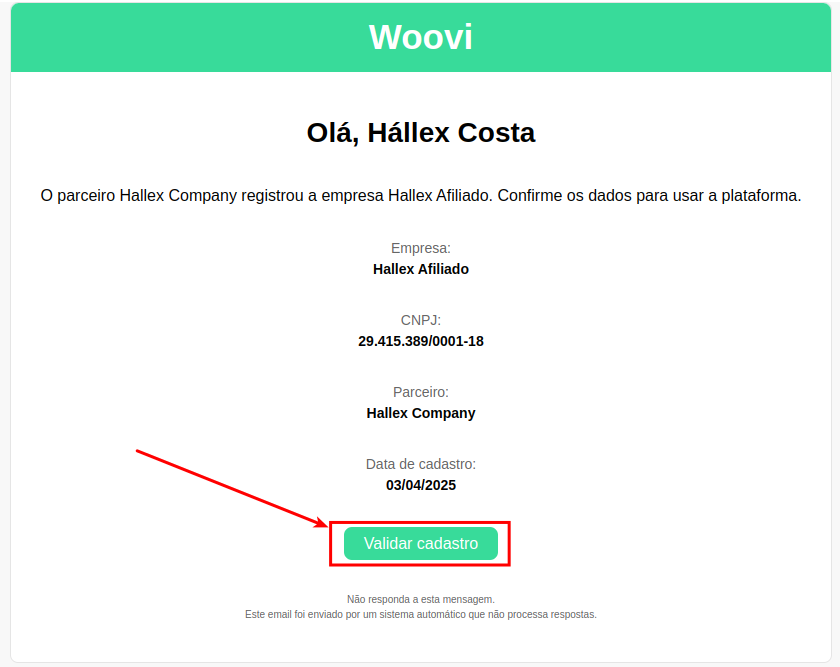 Woovi
Olá, Hállex Costa
O parceiro Hallex Company registrou a empresa Hallex Afiliado. Confirme os dados para usar a plataforma.
Empresa:
Hallex Afiliado
CNPJ:
29.415.389/0001-18
Parceiro:
Hallex Company
Data de cadastro:
03/04/2025
Validar cadastro
Não responda a esta mensagem.
Este email foi enviado por um sistema automático que não processa respostas.